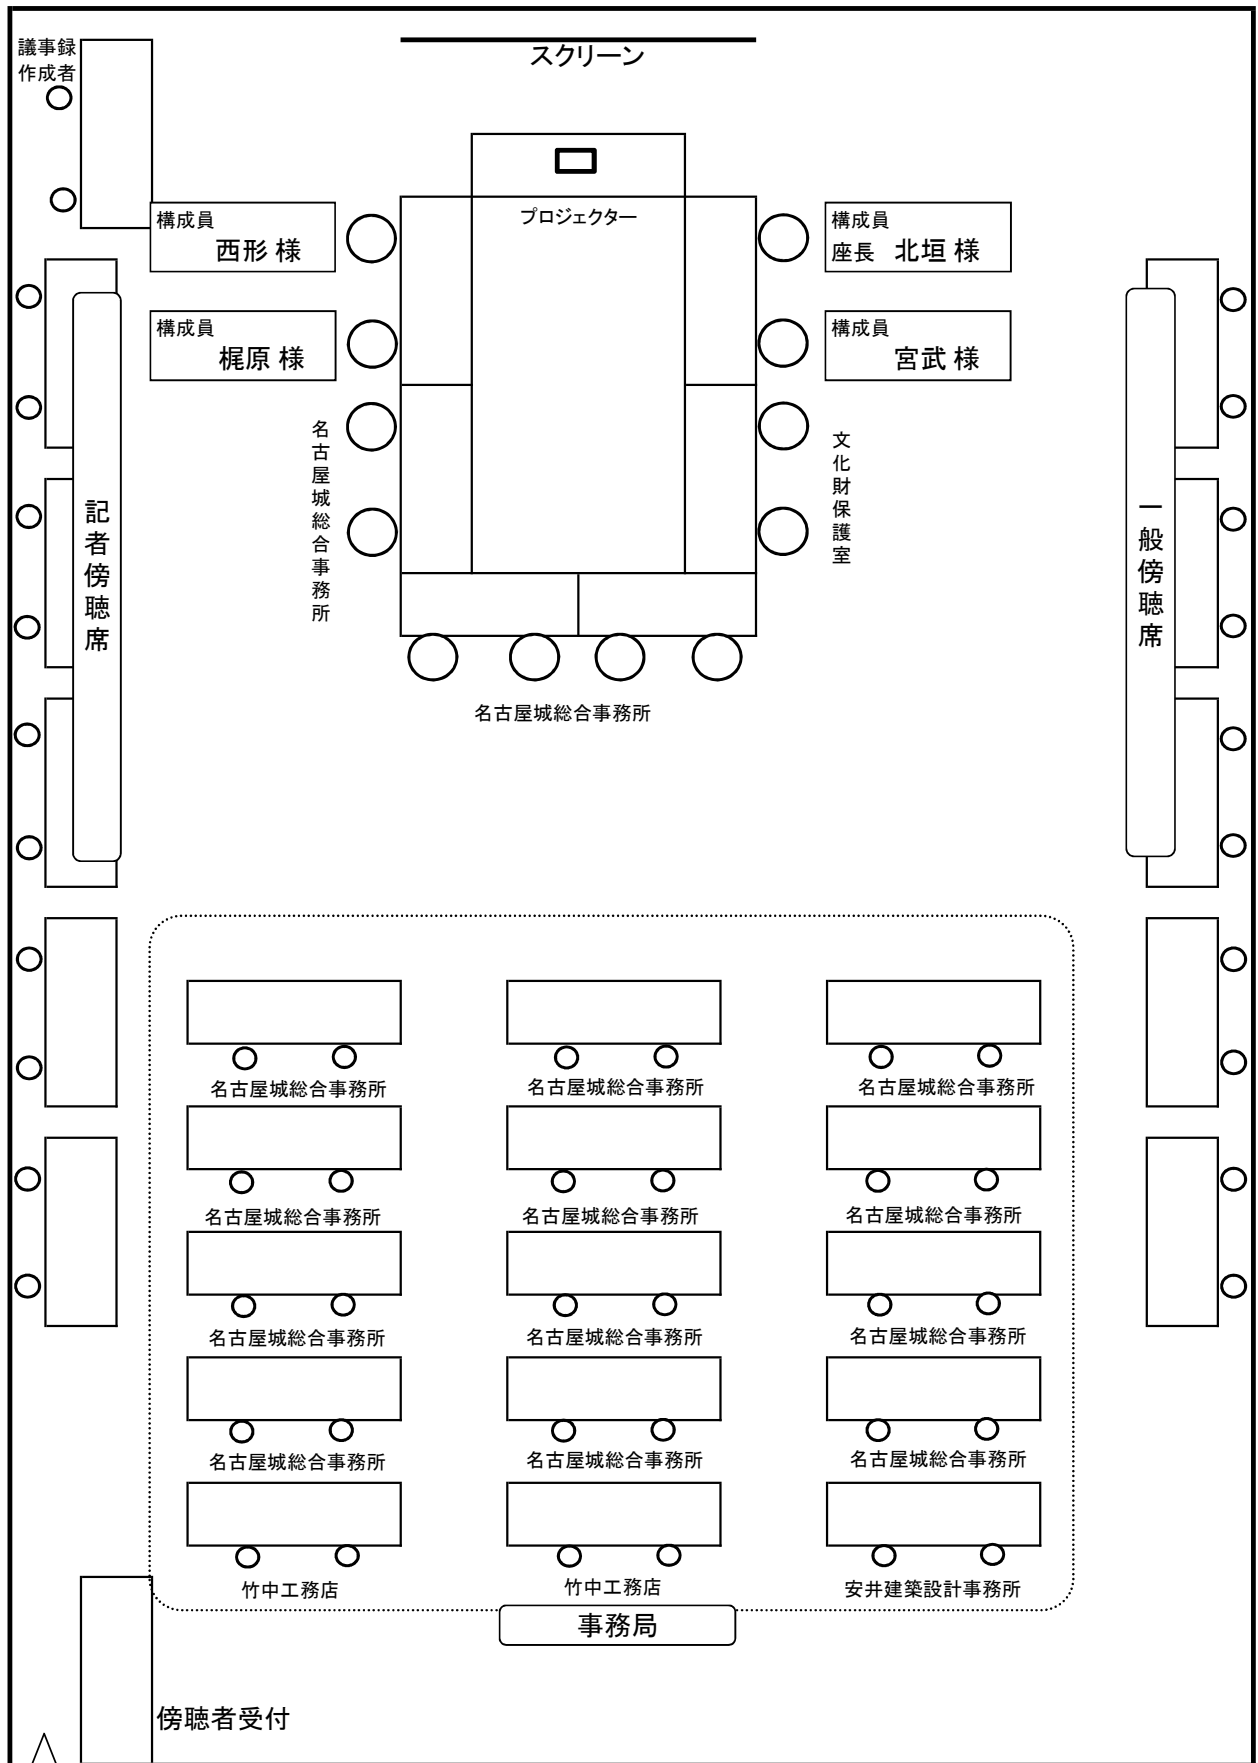 議事録
作成者
スクリーン
プロジェクター
構成員
西形 様
構成員
座長 北垣 様
構成員
梶原 様
構成員
宮武 様
名古屋城総合事務所
文化財保護室
記者傍聴席
一般傍聴席
名古屋城総合事務所
名古屋城総合事務所
名古屋城総合事務所
名古屋城総合事務所
名古屋城総合事務所
名古屋城総合事務所
名古屋城総合事務所
名古屋城総合事務所
名古屋城総合事務所
名古屋城総合事務所
名古屋城総合事務所
名古屋城総合事務所
名古屋城総合事務所
竹中工務店
竹中工務店
安井建築設計事務所
事務局
傍聴者受付